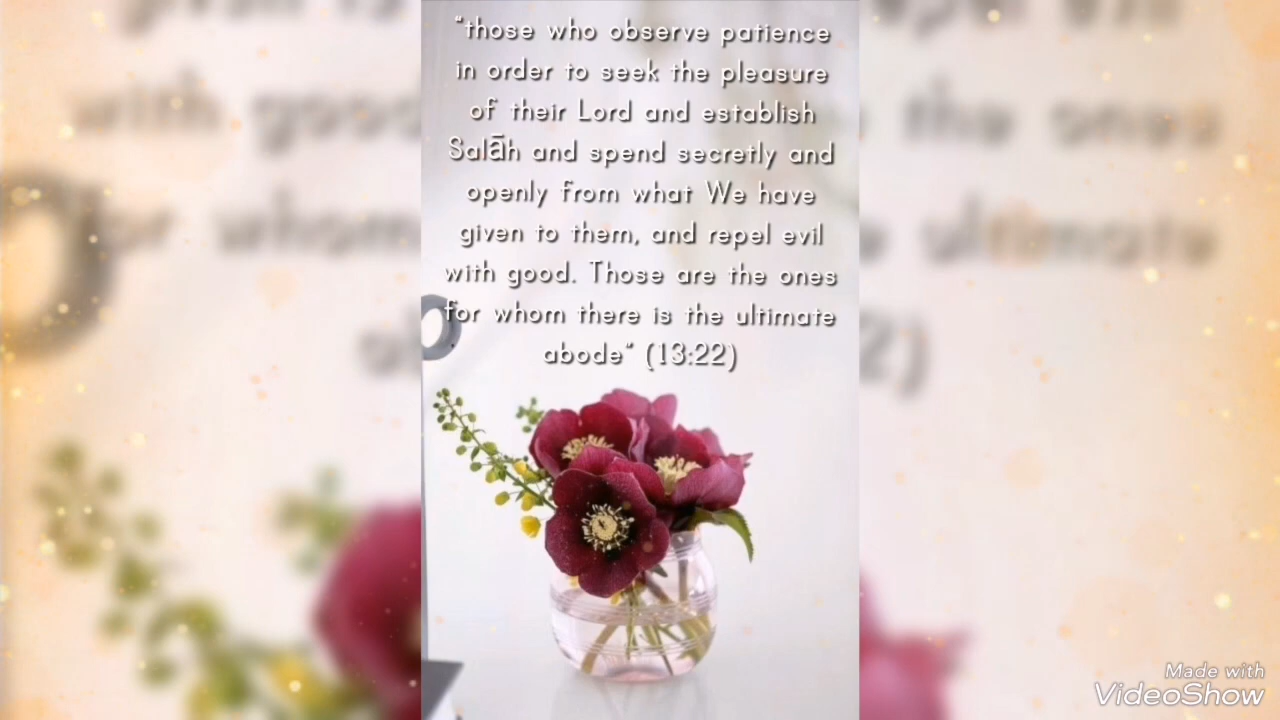 “those who observe patience
in order to seek the pleasure
of their Lord and establish
Salāh and spend secretly and
openly from what We have
given to them, and repel evil
with good. Those are the ones
for whom there is the ultimate
abode” (13:22)
Made with
VideoShow